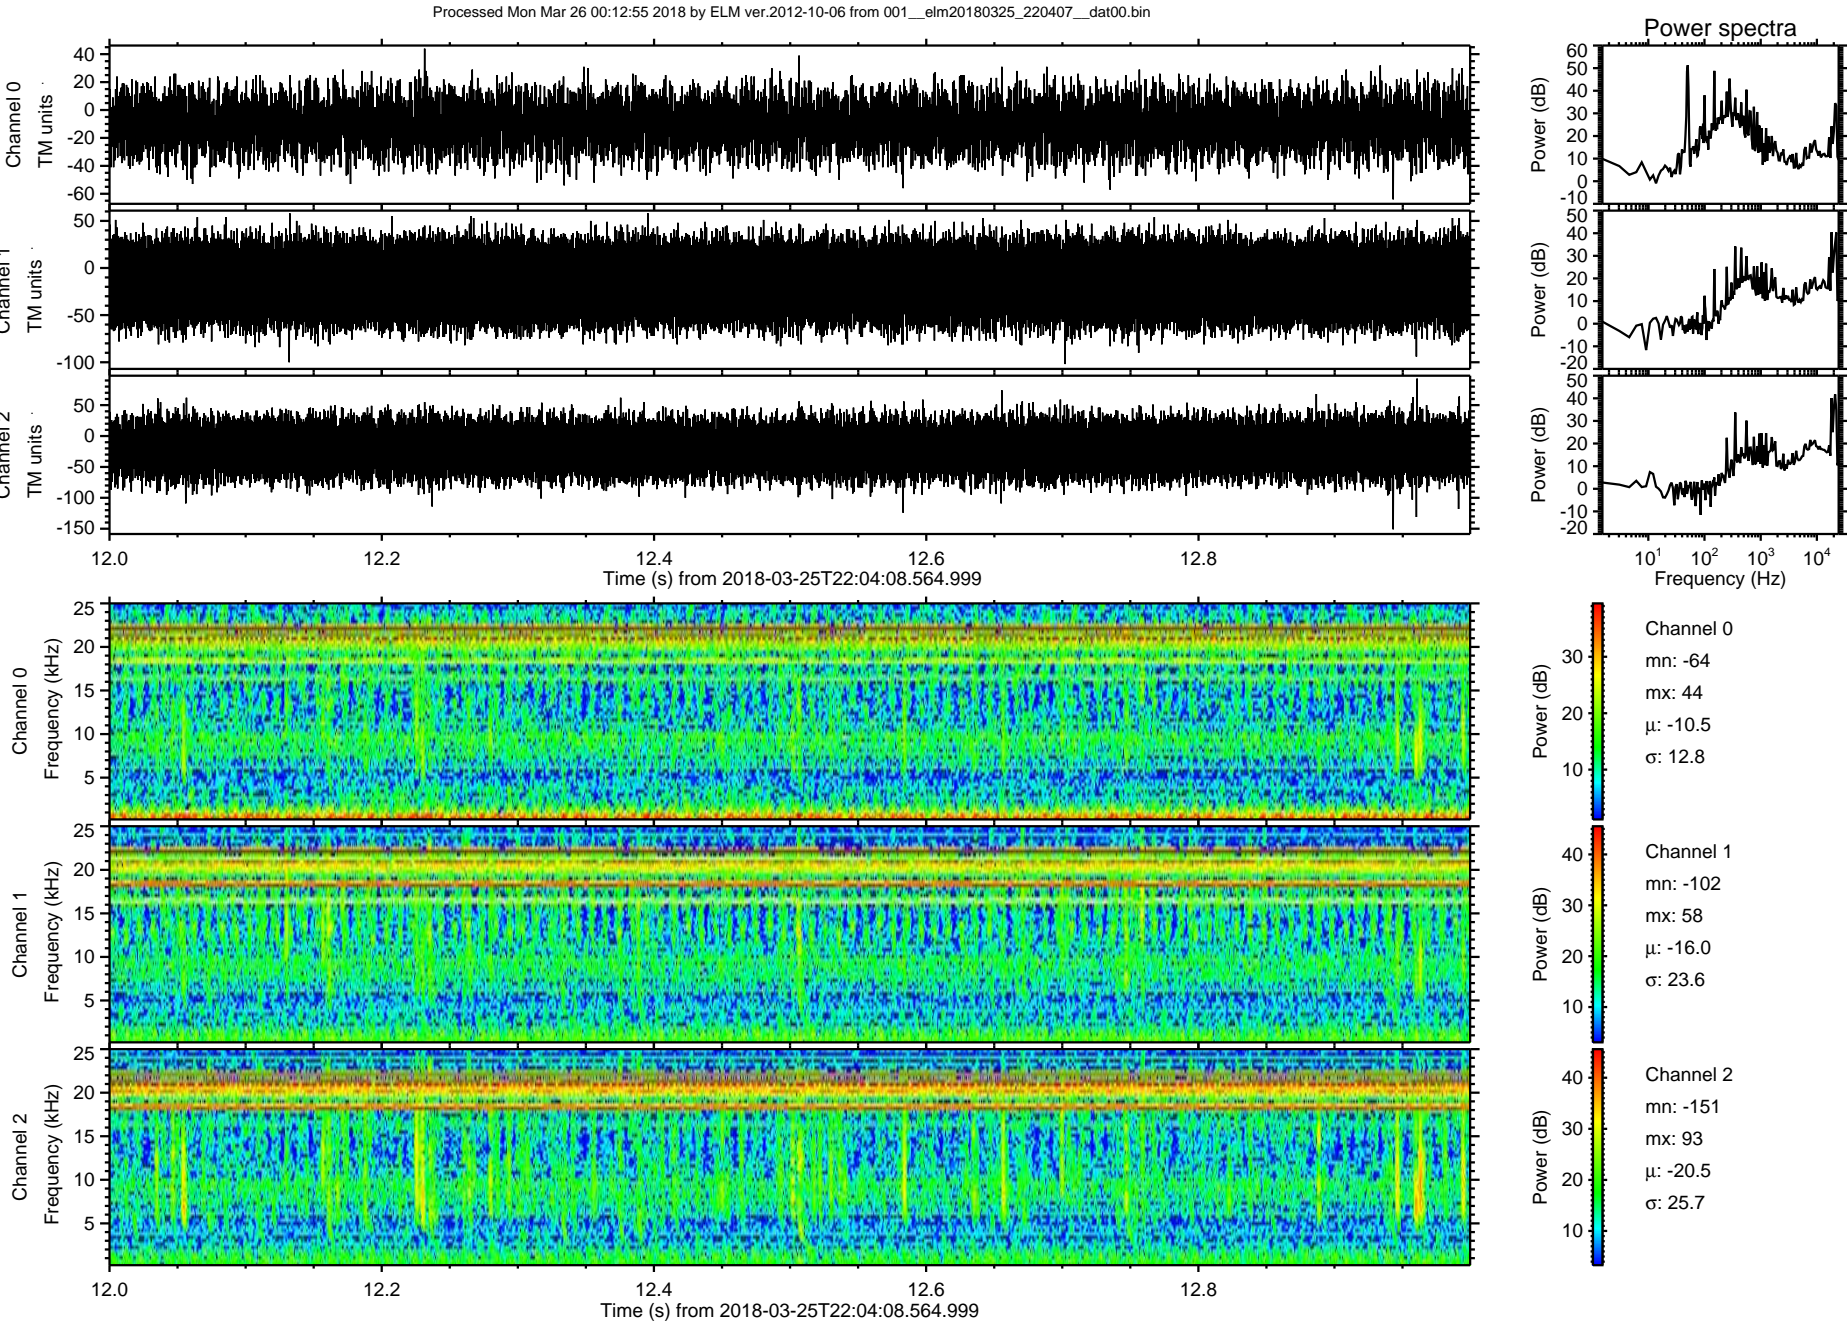 Processed Mon Mar 26 00:12:55 2018 by ELM ver.2012-10-06 from 001__elm20180325_220407__dat00.bin
Power spectra
Channel 0
TM units
40
20
0
-20
-40
-60
Power (dB)
60
50
40
30
20
10
0
-10
Channel 1
TM units
50
0
-50
-100
Power (dB)
50
40
30
20
10
0
-10
-20
Channel 2
TM units
50
0
-50
-100
-150
Power (dB)
50
40
30
20
10
0
-10
-20
12.0 12.2 12.4 12.6 12.8
Time (s) from 2018-03-25T22:04:08.564.999
10¹ 10² 10³ 10⁴
Frequency (Hz)
Channel 0
Frequency (kHz)
25
20
15
10
5
Power (dB)
30
20
10
Channel 0
mn: -64
mx: 44
μ: -10.5
σ: 12.8
Channel 1
Frequency (kHz)
25
20
15
10
5
Power (dB)
40
30
20
10
Channel 1
mn: -102
mx: 58
μ: -16.0
σ: 23.6
Channel 2
Frequency (kHz)
25
20
15
10
5
Power (dB)
40
30
20
10
Channel 2
mn: -151
mx: 93
μ: -20.5
σ: 25.7
12.0 12.2 12.4 12.6 12.8
Time (s) from 2018-03-25T22:04:08.564.999